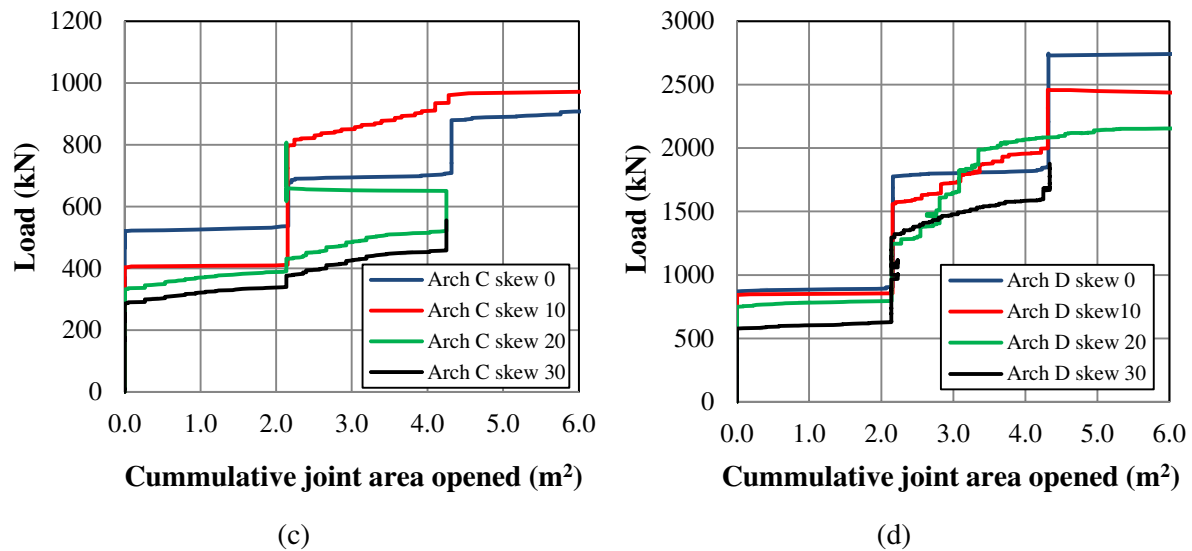 1200
1000
800
600
400
200
0
Load (kN)
0.0 1.0 2.0 3.0 4.0 5.0 6.0
Cummulative joint area opened (m²)
Arch C skew 0
Arch C skew 10
Arch C skew 20
Arch C skew 30
(c)
3000
2500
2000
1500
1000
500
0
Load (kN)
0.0 1.0 2.0 3.0 4.0 5.0 6.0
Cummulative joint area opened (m²)
Arch D skew 0
Arch D skew10
Arch D skew 20
Arch D skew 30
(d)